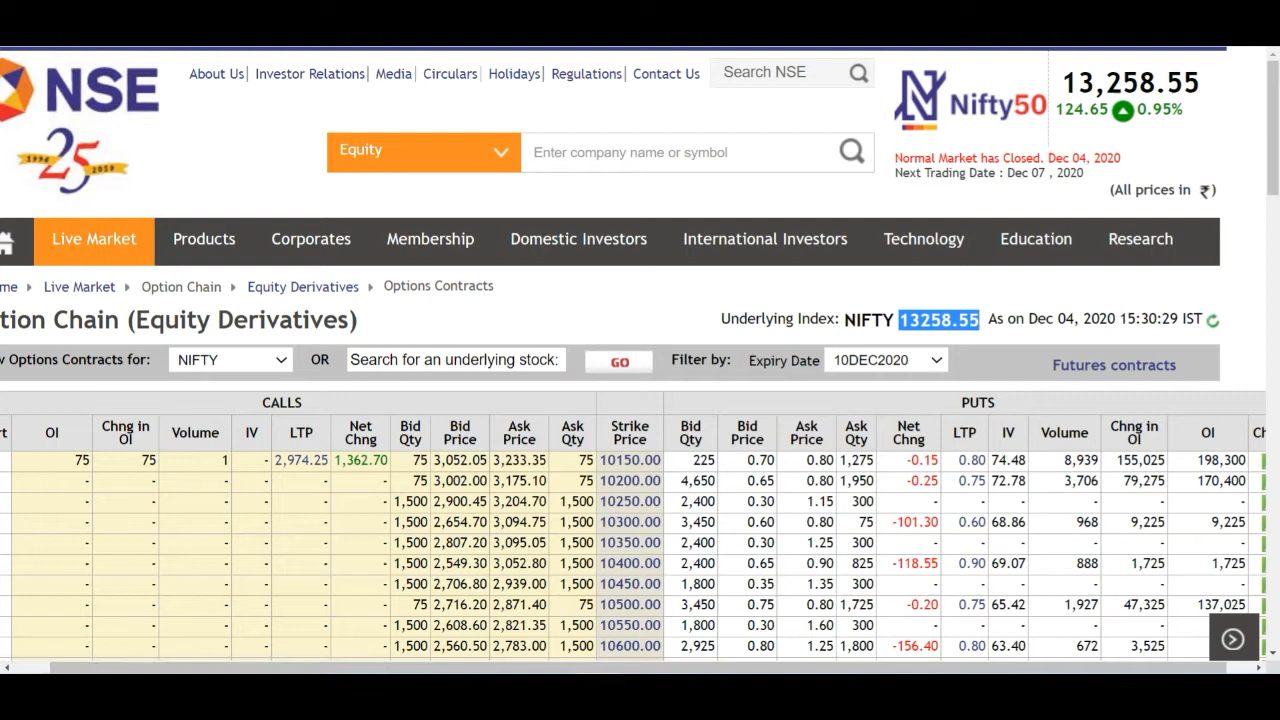 NSE
1994 25 2019
About Us| Investor Relations| Media| Circulars| Holidays| Regulations| Contact Us
Search NSE
Nifty50
13,258.55
124.65 0.95%
Equity
Enter company name or symbol
Normal Market has Closed. Dec 04, 2020
Next Trading Date : Dec 07 , 2020
(All prices in ₹)
Live Market Products Corporates Membership Domestic Investors International Investors Technology Education Research
me Live Market Option Chain Equity Derivatives Options Contracts
tion Chain (Equity Derivatives)
Underlying Index: NIFTY 13258.55 As on Dec 04, 2020 15:30:29 IST
w Options Contracts for: NIFTY OR Search for an underlying stock: GO Filter by: Expiry Date 10DEC2020 Futures contracts
CALLS PUTS
rt OI Chng in OI Volume IV LTP Net Chng Bid Qty Bid Price Ask Price Ask Qty Strike Price Bid Qty Bid Price Ask Price Ask Qty Net Chng LTP IV Volume Chng in OI OI Ch
75 75 1 - 2,974.25 1,362.70 75 3,052.05 3,233.35 75 10150.00 225 0.70 0.80 1,275 -0.15 0.80 74.48 8,939 155,025 198,300
- - - - - - 75 3,002.00 3,175.10 75 10200.00 4,650 0.65 0.80 1,950 -0.25 0.75 72.78 3,706 79,275 170,400
- - - - - - 1,500 2,900.45 3,204.70 1,500 10250.00 2,400 0.30 1.15 300 - - - - - -
- - - - - - 1,500 2,654.70 3,094.75 1,500 10300.00 3,450 0.60 0.80 75 -101.30 0.60 68.86 968 9,225 9,225
- - - - - - 1,500 2,807.20 3,095.05 1,500 10350.00 2,400 0.30 1.25 300 - - - - - -
- - - - - - 1,500 2,549.30 3,052.80 1,500 10400.00 2,400 0.65 0.90 825 -118.55 0.90 69.07 888 1,725 1,725
- - - - - - 1,500 2,706.80 2,939.00 1,500 10450.00 1,800 0.35 1.35 300 - - - - - -
- - - - - - 75 2,716.20 2,871.40 75 10500.00 3,450 0.75 0.80 1,725 -0.20 0.75 65.42 1,927 47,325 137,025
- - - - - - 1,500 2,608.60 2,821.35 1,500 10550.00 1,800 0.30 1.60 300 - - - - -
- - - - - - 1,500 2,560.50 2,783.00 1,500 10600.00 2,925 0.80 1.25 1,800 -156.40 0.80 63.40 672 3,525